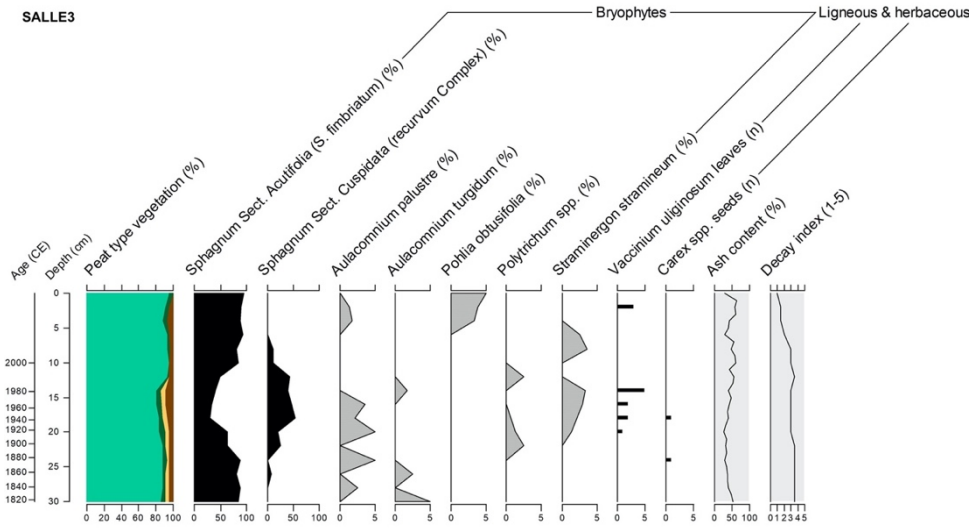 SALLE3
Bryophytes
Ligneous & herbaceous
Age (CE)
Depth (cm)
Peat type vegetation (%)
Sphagnum Sect. Acutifolia (S. fimbriatum) (%)
Sphagnum Sect. Cuspidata (recurvum Complex) (%)
Aulacomnium palustre (%)
Aulacomnium turgidum (%)
Pohlia obtusifolia (%)
Polytrichum spp. (%)
Straminergon stramineum (%)
Vaccinium uliginosum leaves (n)
Carex spp. seeds (n)
Ash content (%)
Decay index (1-5)
0
5
2000 10
1980
15
1960
1940
20
1920
1900
1880
25
1860
1840
1820 30
0 50 100 0 50 100 0 50 100 0 5 0 5 0 5 0 5 0 5 0 5 0 5 0 50 100 0 1 2 3 4 5